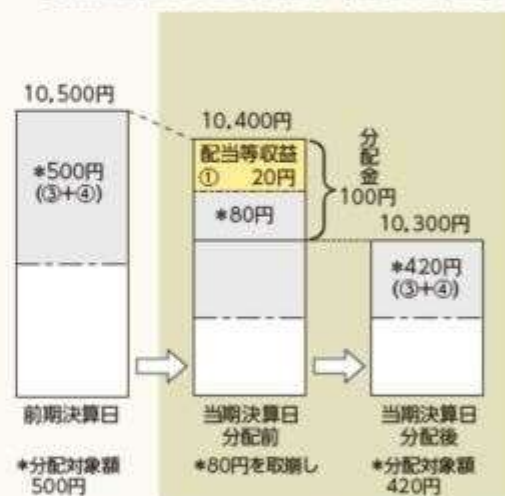 10,500円
*500円
(③+④)
10,400円
配当等収益
① 20円
*80円
分配金
100円
10,300円
*420円
(③+④)
前期決算日
当期決算日
分配前
当期決算日
分配後
*分配対象額
500円
*80円を取崩し
*分配対象額
420円